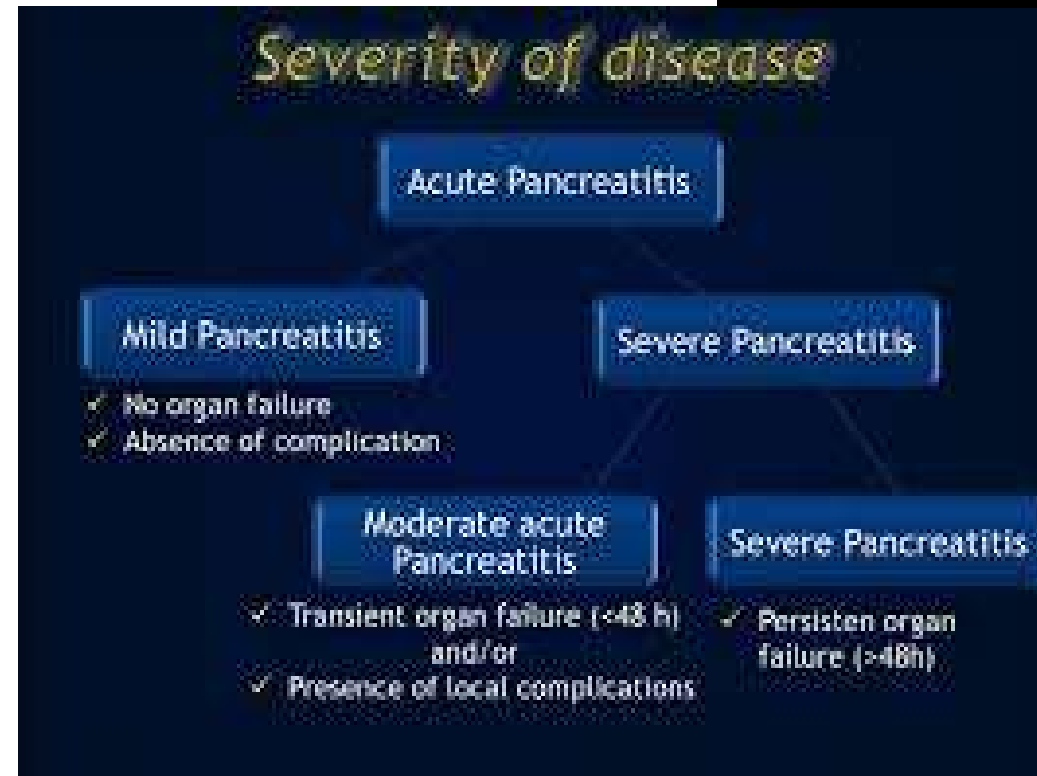 Severity of disease
Acute Pancreatitis
Mild Pancreatitis
✓ No organ failure
✓ Absence of complication
Severe Pancreatitis
Moderate acute
Pancreatitis
✓ Transient organ failure (<48 h)
and/or
✓ Presence of local complications
Severe Pancreatitis
✓ Persisten organ
failure (>48h)